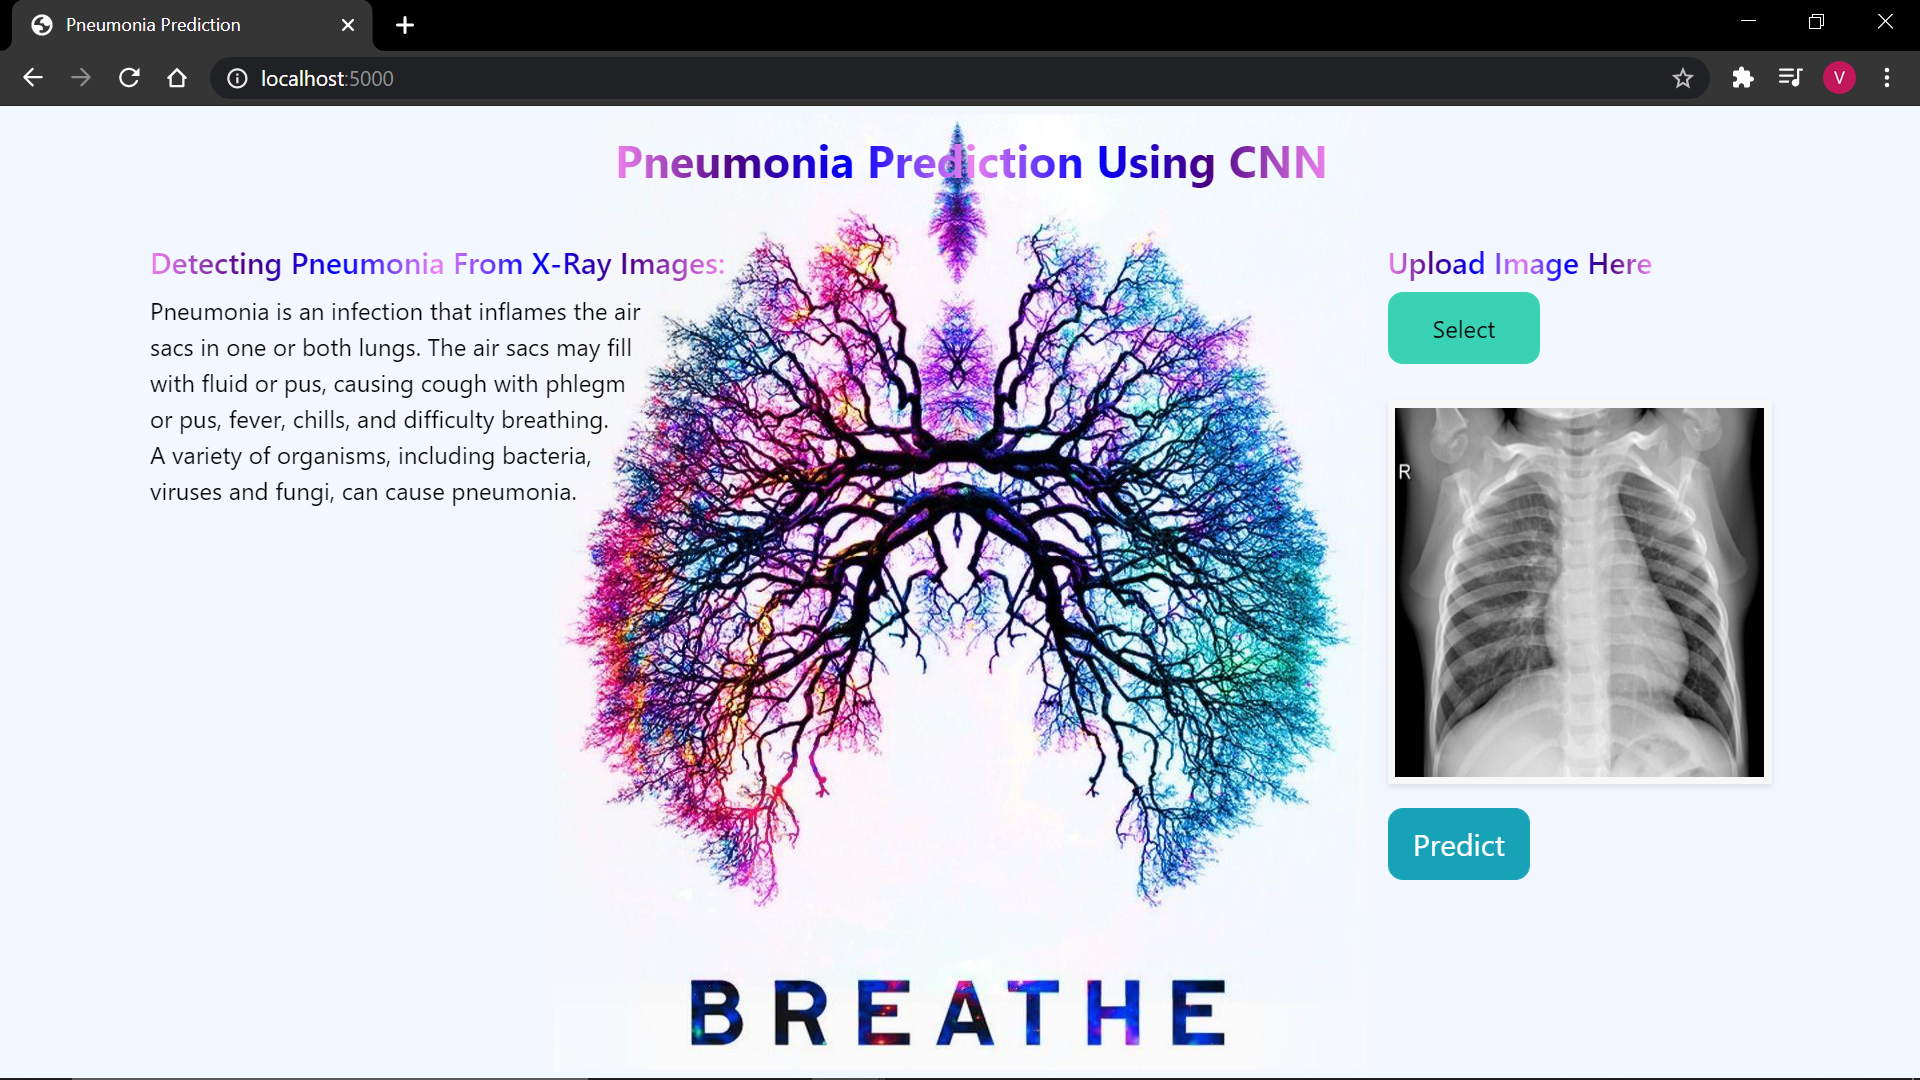 Pneumonia Prediction
localhost:5000
V
Pneumonia Prediction Using CNN
Detecting Pneumonia From X-Ray Images:
Pneumonia is an infection that inflames the air
sacs in one or both lungs. The air sacs may fill
with fluid or pus, causing cough with phlegm
or pus, fever, chills, and difficulty breathing.
A variety of organisms, including bacteria,
viruses and fungi, can cause pneumonia.
Upload Image Here
Select
R
Predict
BREATHE